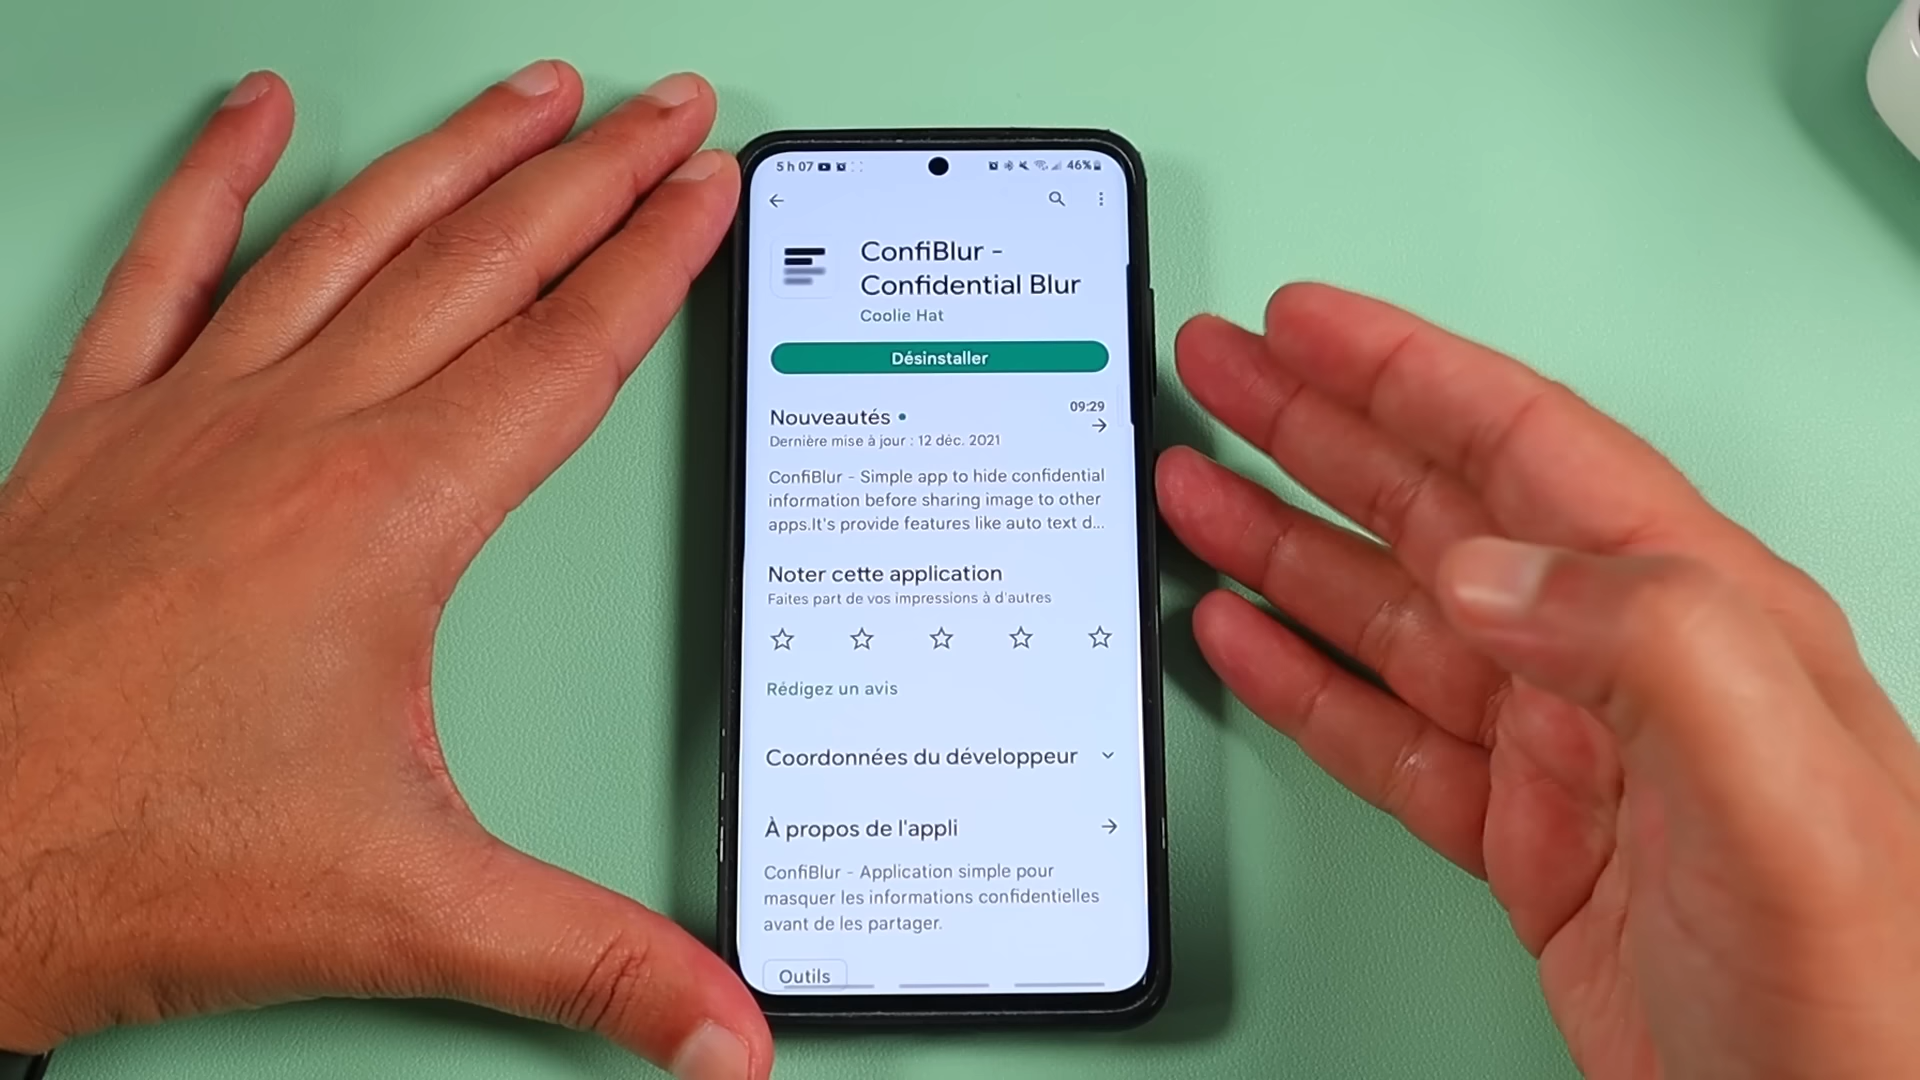 5 h 07
46%
ConfiBlur -
Confidential Blur
Coolie Hat
Désinstaller
Nouveautés •
09:29
Dernière mise à jour : 12 déc. 2021
ConfiBlur - Simple app to hide confidential
information before sharing image to other
apps.It's provide features like auto text d...
Noter cette application
Faites part de vos impressions à d'autres
Rédigez un avis
Coordonnées du développeur
À propos de l'appli
ConfiBlur - Application simple pour
masquer les informations confidentielles
avant de les partager.
Outils